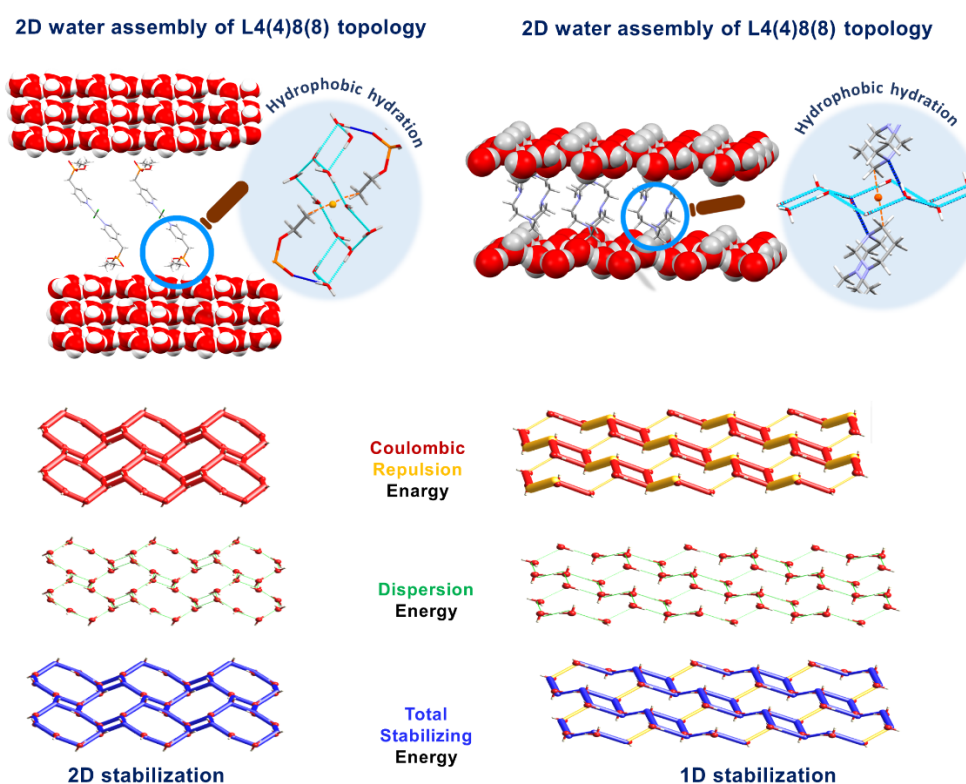 2D water assembly of L4(4)8(8) topology
2D water assembly of L4(4)8(8) topology
Hydrophobic hydration
Hydrophobic hydration
Coulombic
Repulsion
Enargy
Dispersion
Energy
Total
Stabilizing
Energy
2D stabilization
1D stabilization